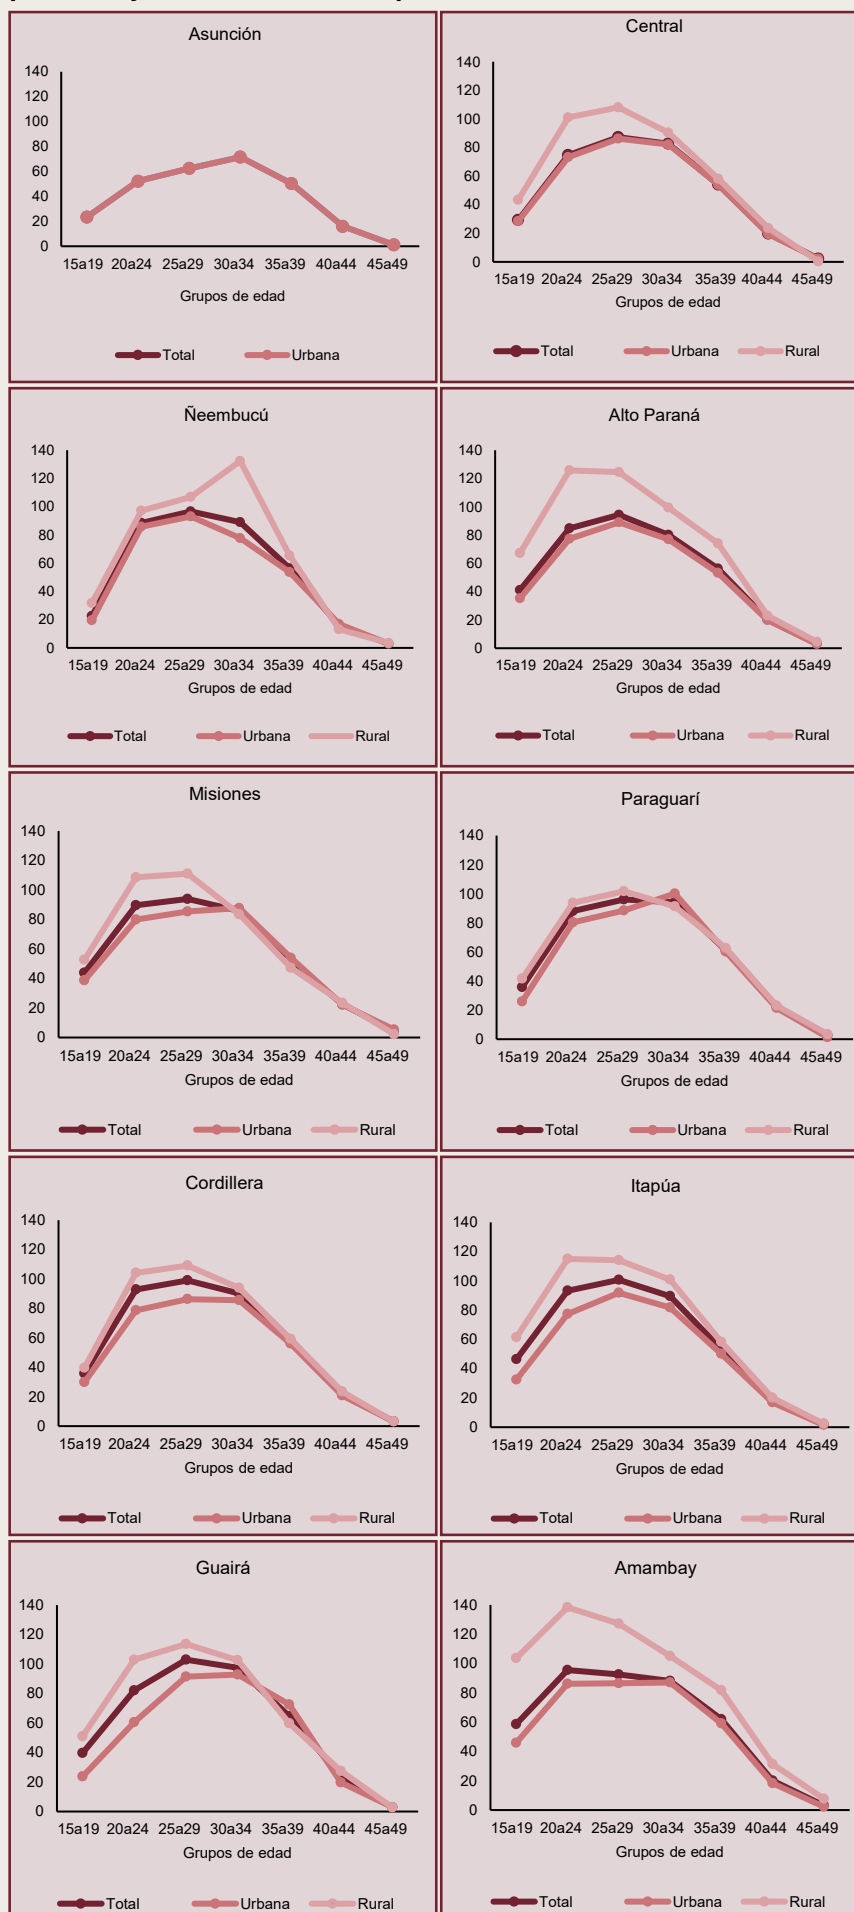 Asunción
140
120
100
80
60
40
20
0
15a19 20a24 25a29 30a34 35a39 40a44 45a49
Grupos de edad
Total Urbana
Central
140
120
100
80
60
40
20
0
15a19 20a24 25a29 30a34 35a39 40a44 45a49
Grupos de edad
Total Urbana Rural
Ñeembucú
140
120
100
80
60
40
20
0
15a19 20a24 25a29 30a34 35a39 40a44 45a49
Grupos de edad
Total Urbana Rural
Alto Paraná
140
120
100
80
60
40
20
0
15a19 20a24 25a29 30a34 35a39 40a44 45a49
Grupos de edad
Total Urbana Rural
Misiones
140
120
100
80
60
40
20
0
15a19 20a24 25a29 30a34 35a39 40a44 45a49
Grupos de edad
Total Urbana Rural
Paraguarí
140
120
100
80
60
40
20
0
15a19 20a24 25a29 30a34 35a39 40a44 45a49
Grupos de edad
Total Urbana Rural
Cordillera
140
120
100
80
60
40
20
0
15a19 20a24 25a29 30a34 35a39 40a44 45a49
Grupos de edad
Total Urbana Rural
Itapúa
140
120
100
80
60
40
20
0
15a19 20a24 25a29 30a34 35a39 40a44 45a49
Grupos de edad
Total Urbana Rural
Guairá
140
120
100
80
60
40
20
0
15a19 20a24 25a29 30a34 35a39 40a44 45a49
Grupos de edad
Total Urbana Rural
Amambay
140
120
100
80
60
40
20
0
15a19 20a24 25a29 30a34 35a39 40a44 45a49
Grupos de edad
Total Urbana Rural